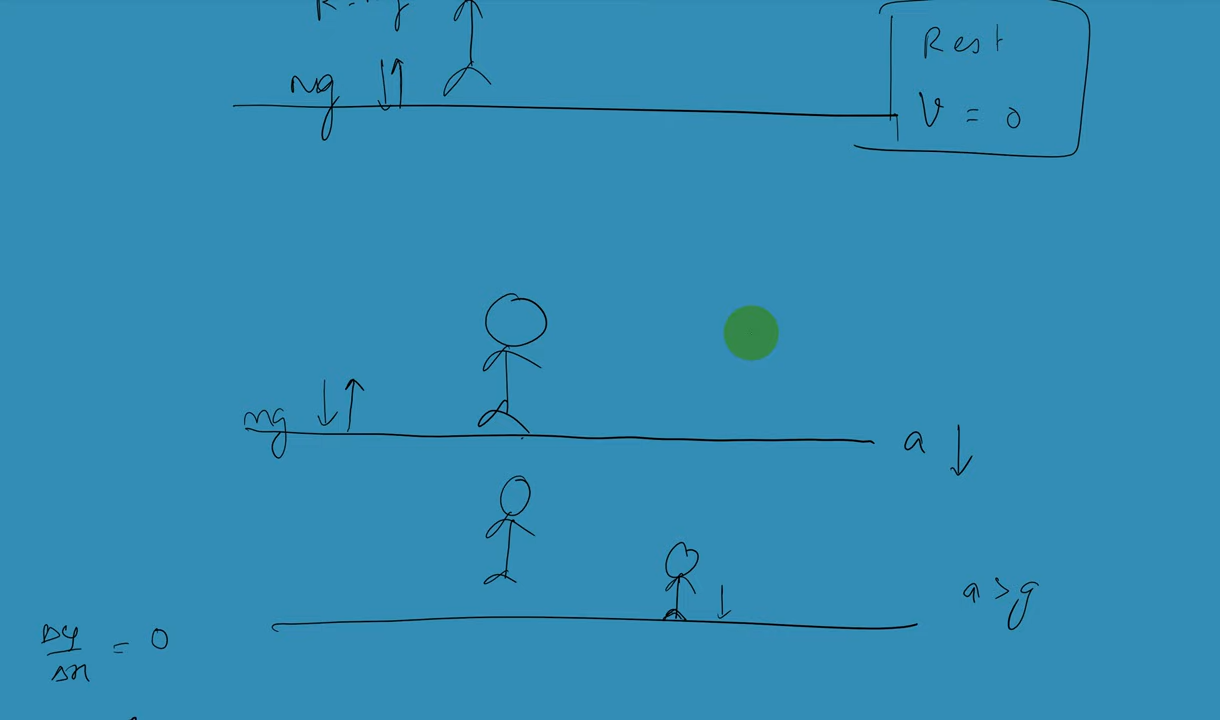 Rest
mg
V = 0
mg
a
a > g
Δy/Δx = 0